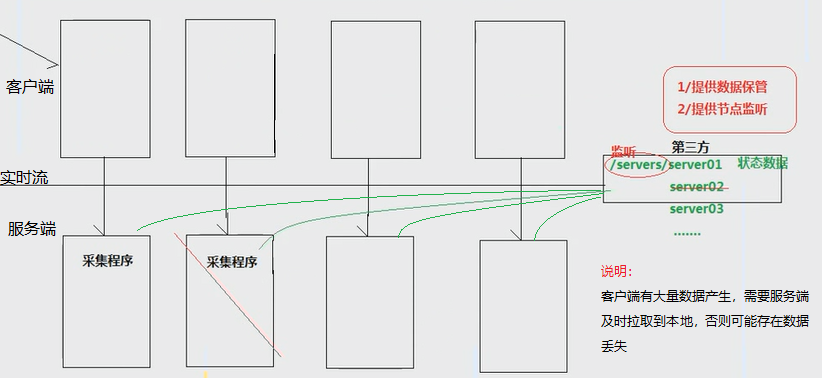 客户端
1/提供数据保管
2/提供节点监听
监听
第三方
/servers/server01 状态数据
server02
server03
.......
实时流
服务端
采集程序
采集程序
说明：
客户端有大量数据产生，需要服务端
及时拉取到本地，否则可能存在数据
丢失